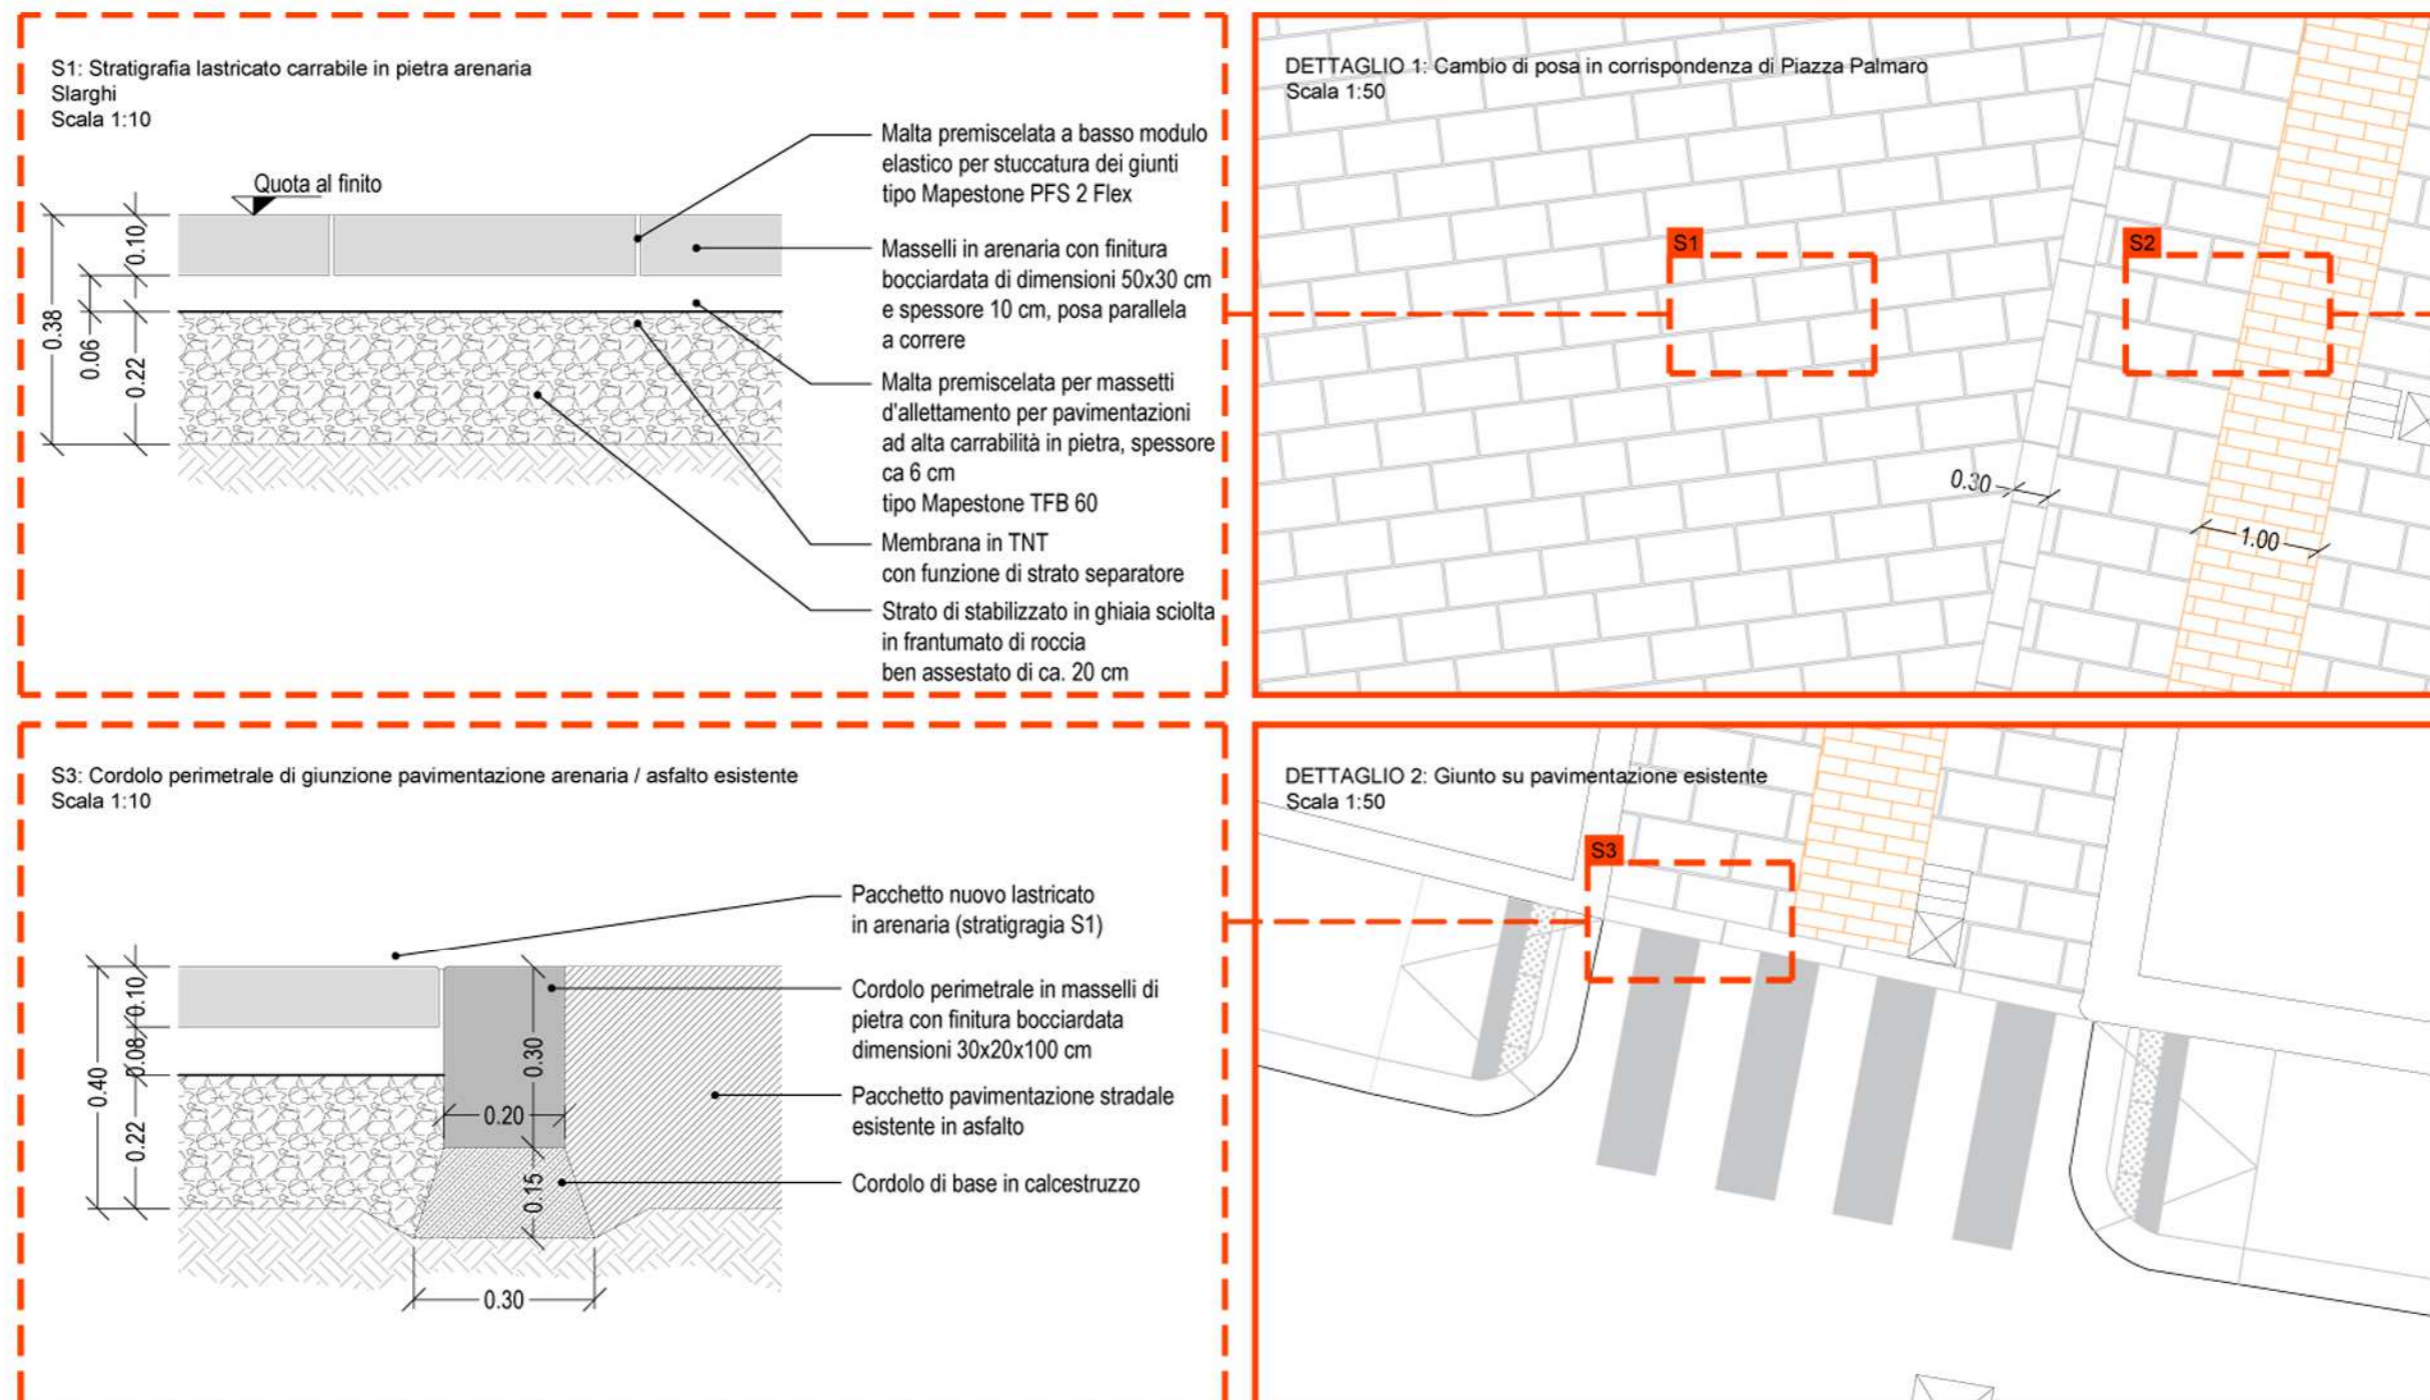 S1: Stratigrafia lastricato carrabile in pietra arenaria
Slarghi
Scala 1:10
Quota al finito
0.10
0.38
0.06
0.22
Malta premiscelata a basso modulo
elastico per stuccatura dei giunti
tipo Mapestone PFS 2 Flex
Masselli in arenaria con finitura
bocciardata di dimensioni 50x30 cm
e spessore 10 cm, posa parallela
a correre
Malta premiscelata per massetti
d'allettamento per pavimentazioni
ad alta carrabilità in pietra, spessore
ca 6 cm
tipo Mapestone TFB 60
Membrana in TNT
con funzione di strato separatore
Strato di stabilizzato in ghiaia sciolta
in frantumato di roccia
ben assestato di ca. 20 cm
DETTAGLIO 1: Cambio di posa in corrispondenza di Piazza Palmaro
Scala 1:50
S1
S2
0.30
1.00
S3: Cordolo perimetrale di giunzione pavimentazione arenaria / asfalto esistente
Scala 1:10
0.10
0.08
0.40
0.22
0.30
0.20
0.15
0.30
Pacchetto nuovo lastricato
in arenaria (stratigragia S1)
Cordolo perimetrale in masselli di
pietra con finitura bocciardata
dimensioni 30x20x100 cm
Pacchetto pavimentazione stradale
esistente in asfalto
Cordolo di base in calcestruzzo
DETTAGLIO 2: Giunto su pavimentazione esistente
Scala 1:50
S3